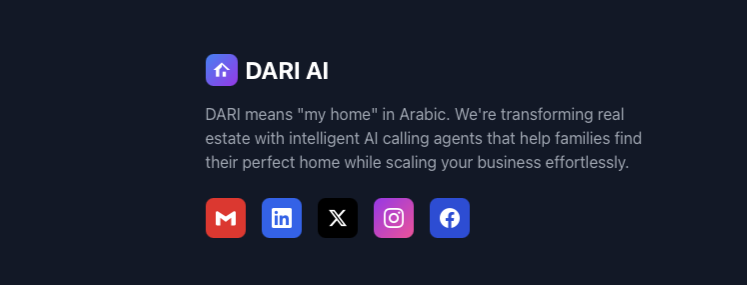 DARI AI
DARI means "my home" in Arabic. We're transforming real
estate with intelligent AI calling agents that help families find
their perfect home while scaling your business effortlessly.